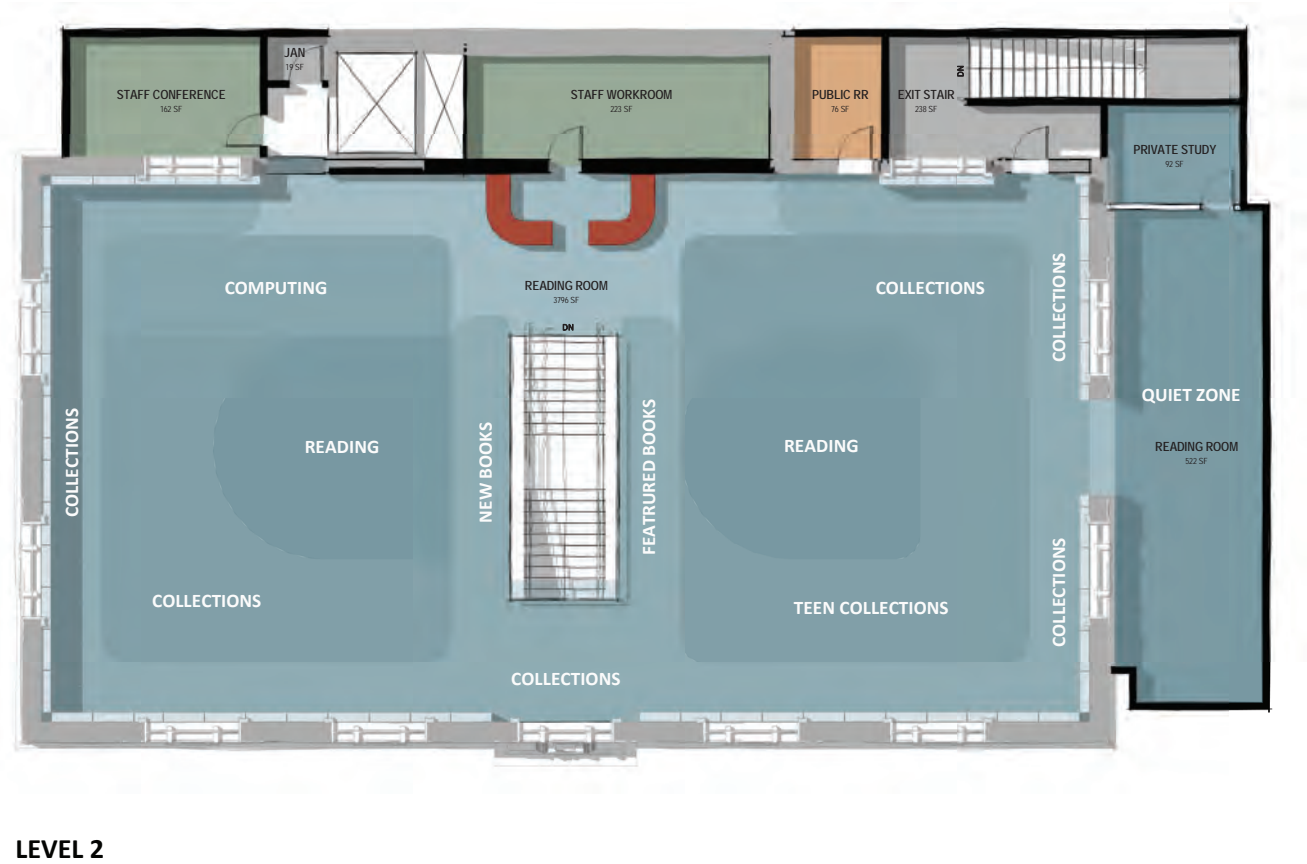 JAN
19 SF
STAFF CONFERENCE
162 SF
STAFF WORKROOM
223 SF
PUBLIC RR
76 SF
EXIT STAIR
238 SF
DN
PRIVATE STUDY
92 SF
COMPUTING
READING ROOM
3796 SF
COLLECTIONS
COLLECTIONS
DN
QUIET ZONE
READING ROOM
522 SF
COLLECTIONS
READING
NEW BOOKS
FEATRURED BOOKS
READING
COLLECTIONS
COLLECTIONS
TEEN COLLECTIONS
COLLECTIONS
LEVEL 2